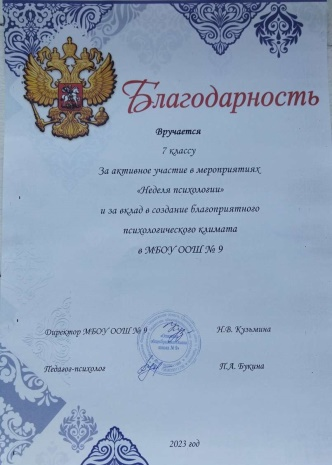 Благодарность
Вручается
7 классу
За активное участие в мероприятиях
«Неделя психологии»
и за вклад в создание благоприятного
психологического климата
в МБОУ ООШ № 9
Директор МБОУ ООШ № 9 Н.В. Кузьмина
Педагог-психолог П.А. Букина
2023 год